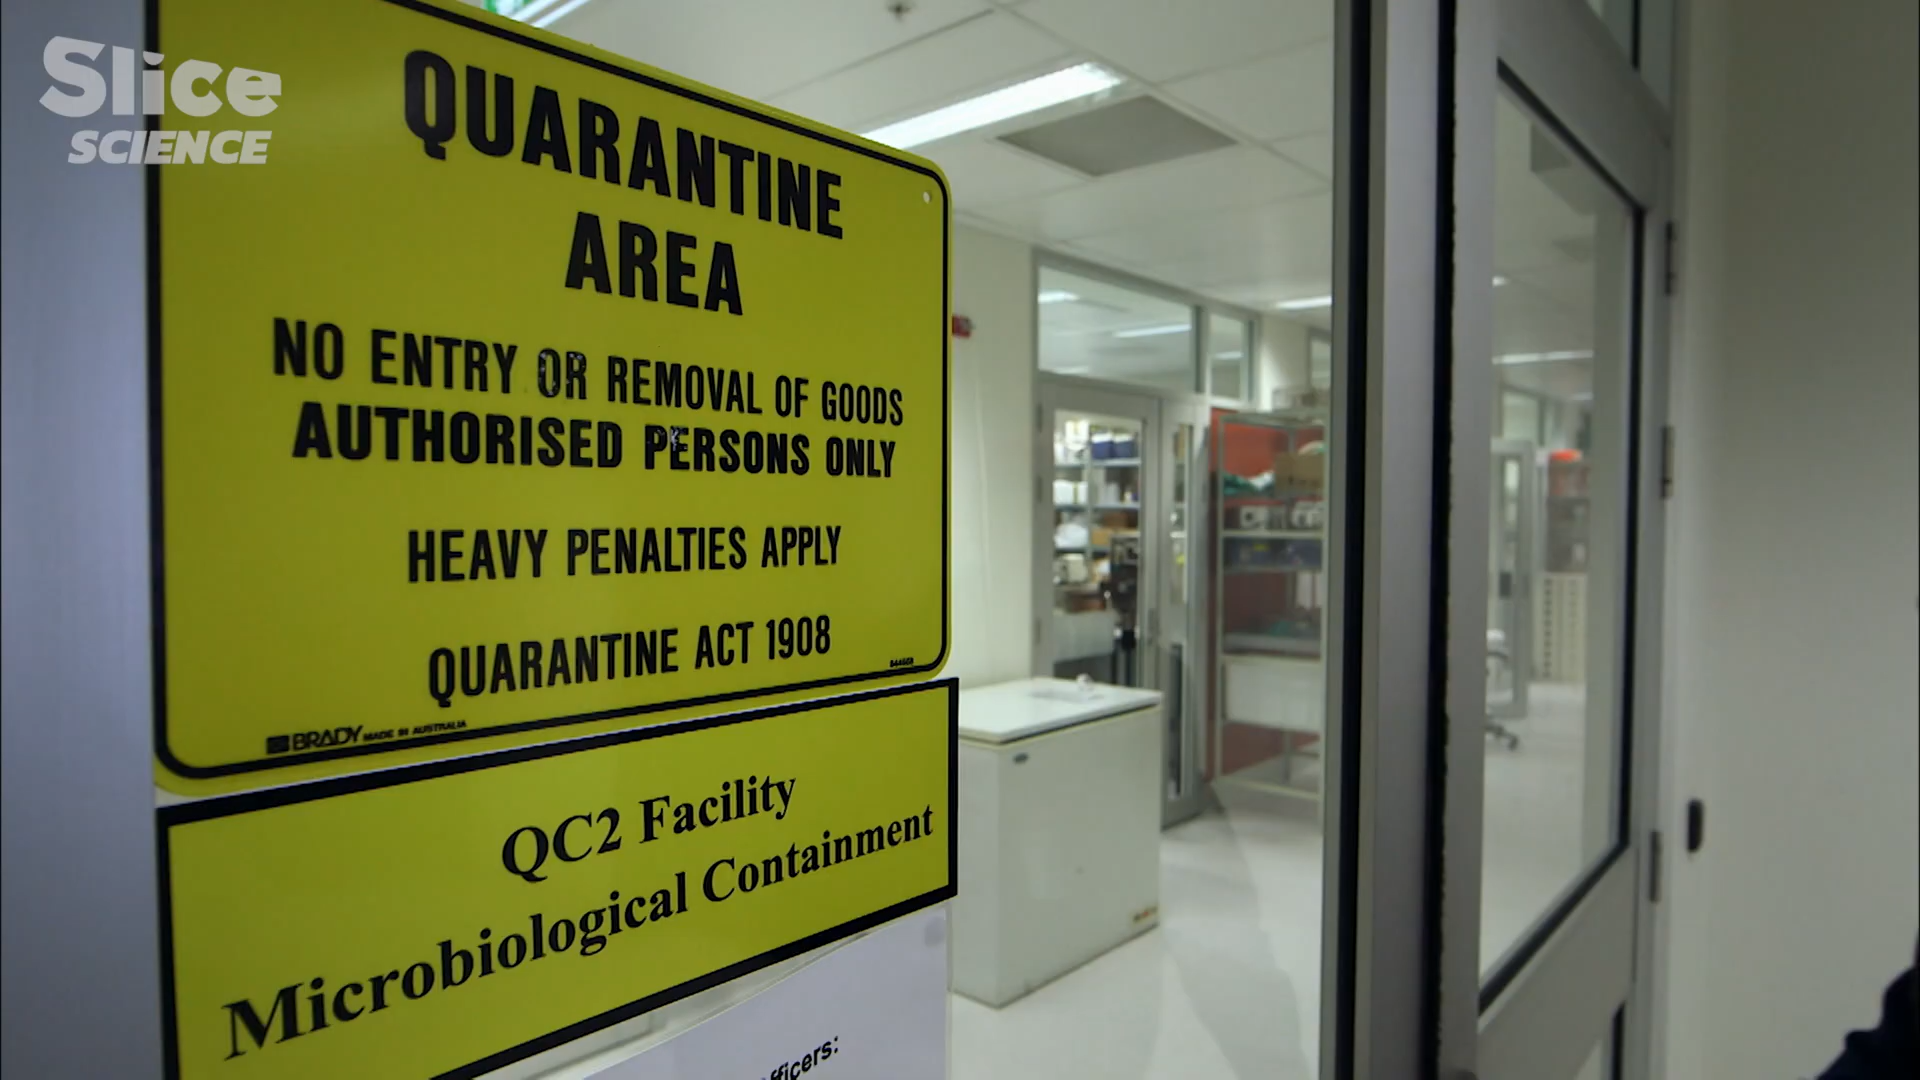 Slice
SCIENCE
QUARANTINE
AREA
NO ENTRY OR REMOVAL OF GOODS
AUTHORISED PERSONS ONLY
HEAVY PENALTIES APPLY
QUARANTINE ACT 1908
BRADY MADE IN AUSTRALIA
QC2 Facility
Microbiological Containment